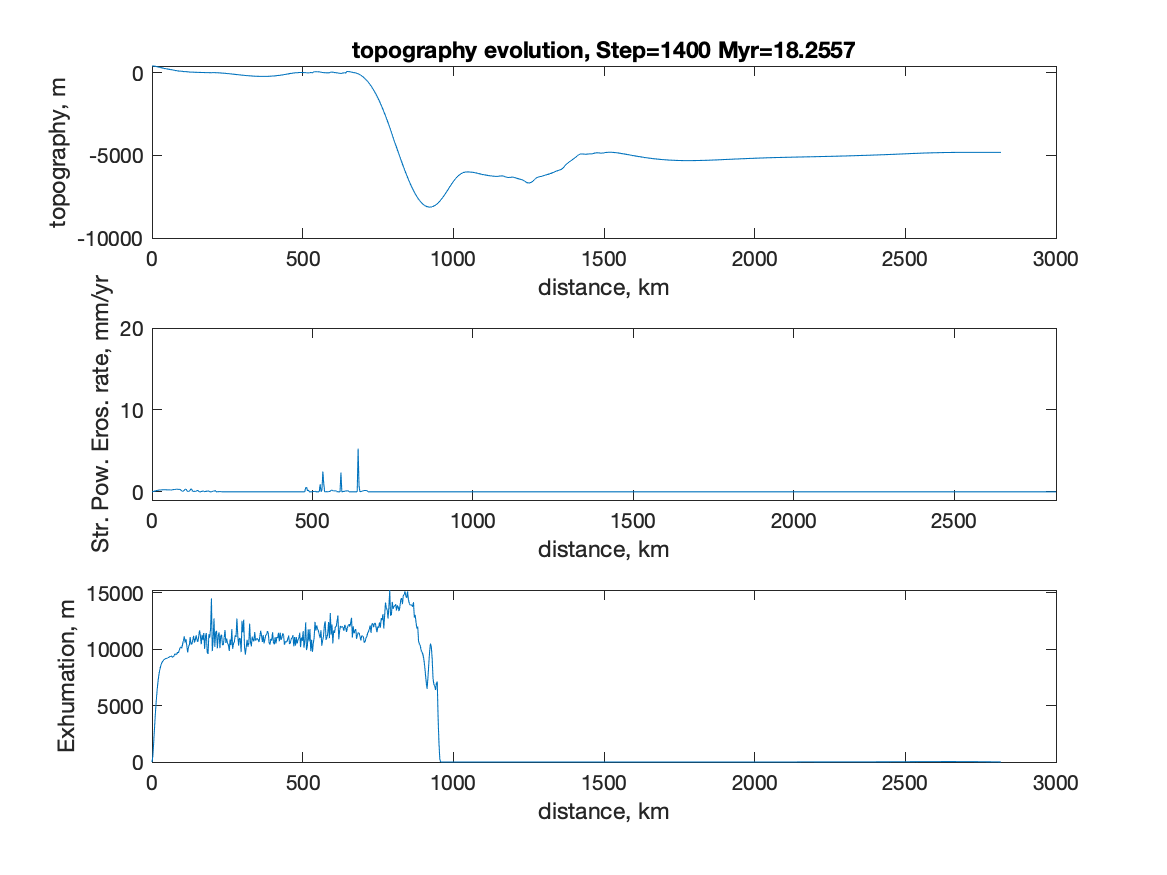 topography evolution, Step=1400 Myr=18.2557
topography, m
0
-5000
-10000
0 500 1000 1500 2000 2500 3000
distance, km
Str. Pow. Eros. rate, mm/yr
20
10
0
0 500 1000 1500 2000 2500
distance, km
Exhumation, m
15000
10000
5000
0
0 500 1000 1500 2000 2500 3000
distance, km